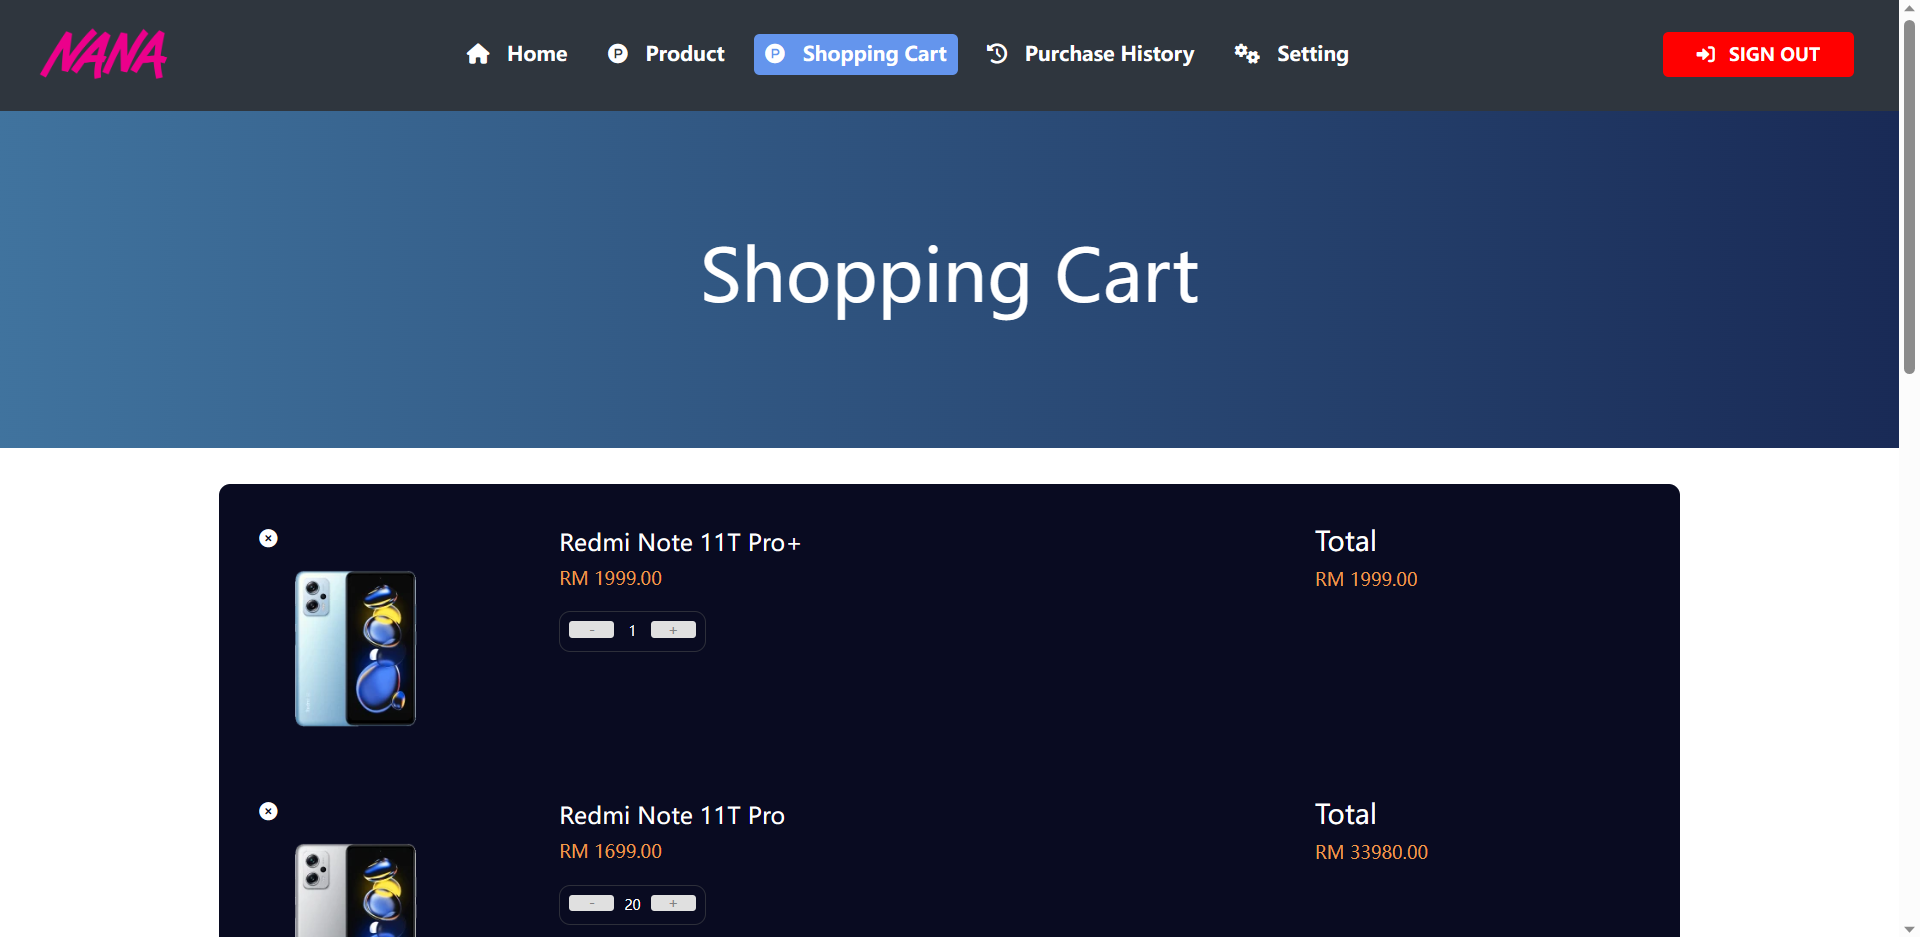 NANA
Home
Product
Shopping Cart
Purchase History
Setting
SIGN OUT
Shopping Cart
Redmi Note 11T Pro+
Total
RM 1999.00
RM 1999.00
- 1 +
Redmi Note 11T Pro
Total
RM 1699.00
RM 33980.00
- 20 +